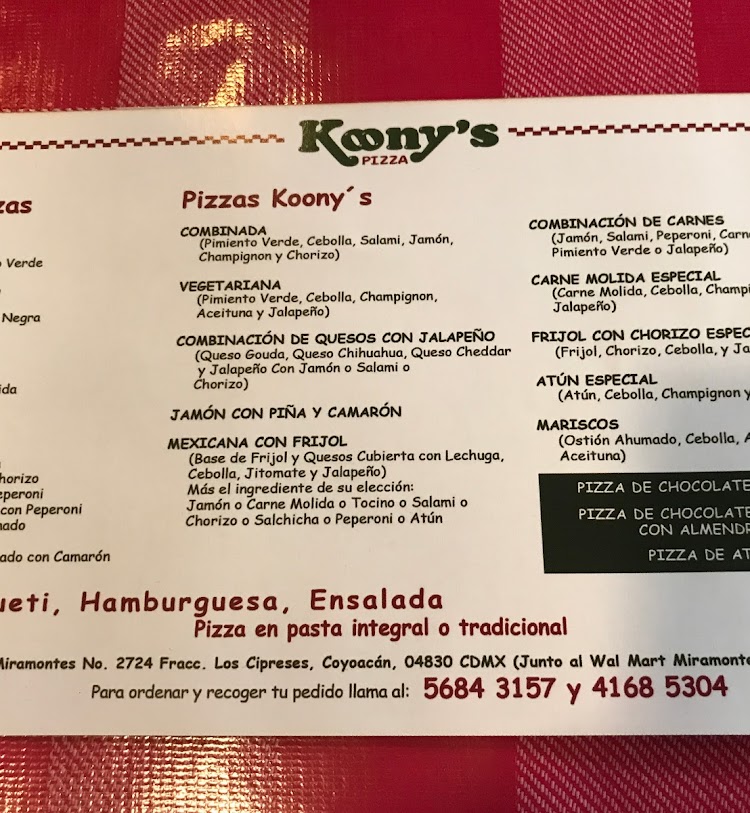 Koony's
PIZZA
zas
Verde
Negra
ida
horizo
eperoni
con Peperoni
ado con Camarón
Pizzas Koony´s
COMBINADA
(Pimiento Verde, Cebolla, Salami, Jamón,
Champignon y Chorizo)
VEGETARIANA
(Pimiento Verde, Cebolla, Champignon,
Aceituna y Jalapeño)
COMBINACIÓN DE QUESOS CON JALAPEÑO
(Queso Gouda, Queso Chihuahua, Queso Cheddar
y Jalapeño Con Jamón o Salami o
Chorizo)
JAMÓN CON PIÑA Y CAMARÓN
MEXICANA CON FRIJOL
(Base de Frijol y Quesos Cubierta con Lechuga,
Cebolla, Jitomate y Jalapeño)
Más el ingrediente de su elección:
Jamón o Carne Molida o Tocino o Salami o
Chorizo o Salchicha o Peperoni o Atún
COMBINACIÓN DE CARNES
(Jamón, Salami, Peperoni, Carn
Pimiento Verde o Jalapeño)
CARNE MOLIDA ESPECIAL
(Carne Molida, Cebolla, Champi
Jalapeño)
FRIJOL CON CHORIZO ESPEC
(Frijol, Chorizo, Cebolla, y Ja
ATÚN ESPECIAL
(Atún, Cebolla, Champignon y
MARISCOS
(Ostión Ahumado, Cebolla, A
Aceituna)
PIZZA DE CHOCOLATE
PIZZA DE CHOCOLATE
CON ALMENDR
PIZZA DE AT
ueti, Hamburguesa, Ensalada
Pizza en pasta integral o tradicional
Miramontes No. 2724 Fracc. Los Cipreses, Coyoacán, 04830 CDMX (Junto al Wal Mart Miramonte
Para ordenar y recoger tu pedido llama al: 5684 3157 y 4168 5304